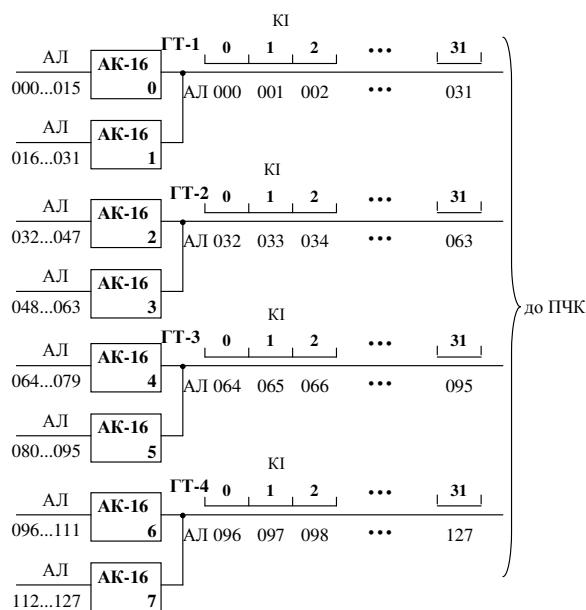 КІ
ГТ-1 0 1 2 ••• 31
АЛ АК-16
000...015 0 АЛ 000 001 002 ••• 031
АЛ АК-16
016...031 1
КІ
ГТ-2 0 1 2 ••• 31
АЛ АК-16
032...047 2 АЛ 032 033 034 ••• 063
АЛ АК-16
048...063 3
до ПЧК
КІ
ГТ-3 0 1 2 ••• 31
АЛ АК-16
064...079 4 АЛ 064 065 066 ••• 095
АЛ АК-16
080...095 5
КІ
ГТ-4 0 1 2 ••• 31
АЛ АК-16
096...111 6 АЛ 096 097 098 ••• 127
АЛ АК-16
112...127 7